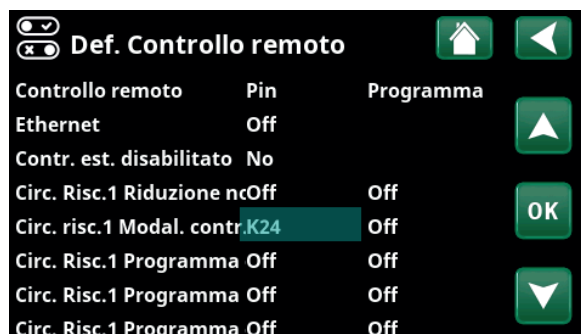 Def. Controllo remoto
Controllo remoto Pin Programma
Ethernet Off
Contr. est. disabilitato No
Circ. Risc.1 Riduzione no Off Off
Circ. risc.1 Modal. contr. K24 Off
OK
Circ. Risc.1 Programma Off Off
Circ. Risc.1 Programma Off Off
Circ. Risc.1 Programma Off Off